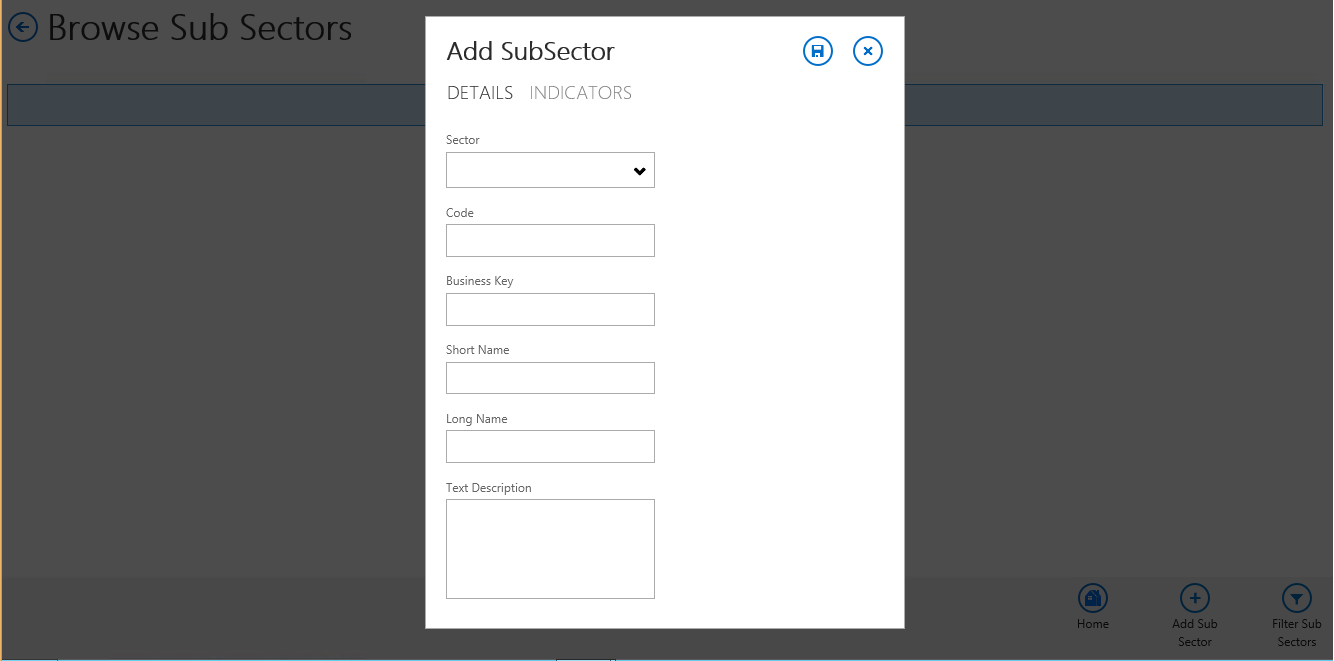 Browse Sub Sectors
Add SubSector
DETAILS INDICATORS
Sector
Code
Business Key
Short Name
Long Name
Text Description
Home
Add Sub
Sector
Filter Sub
Sectors